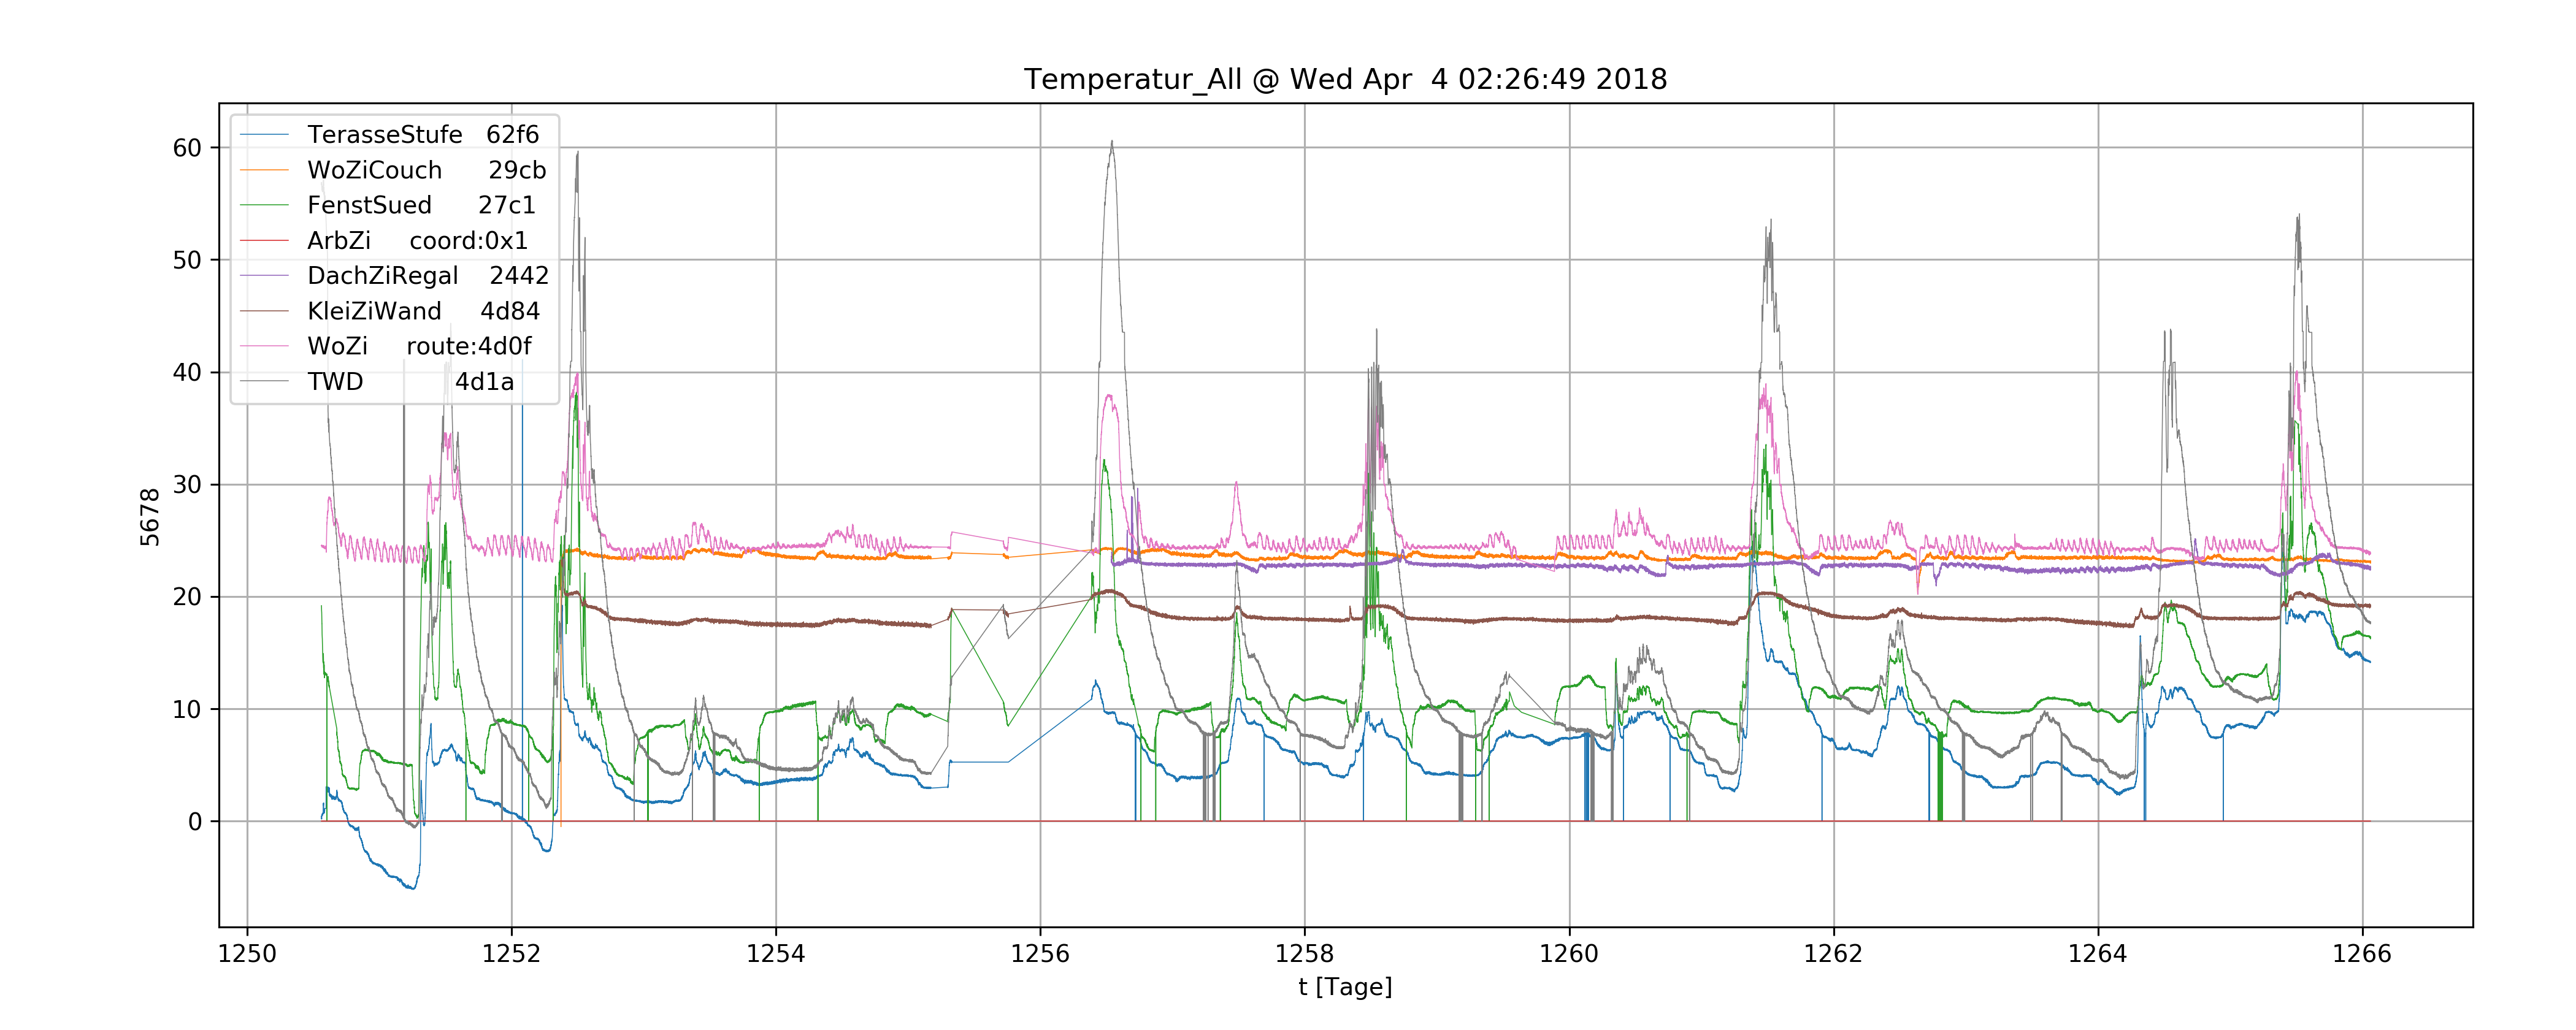 Temperatur_All @ Wed Apr  4 02:26:49 2018
60
50
40
30
20
10
0
5678
TerasseStufe   62f6
WoZiCouch      29cb
FenstSued      27c1
ArbZi     coord:0x1
DachZiRegal    2442
KleiZiWand     4d84
WoZi     route:4d0f
TWD            4d1a
1250 1252 1254 1256 1258 1260 1262 1264 1266
t [Tage]